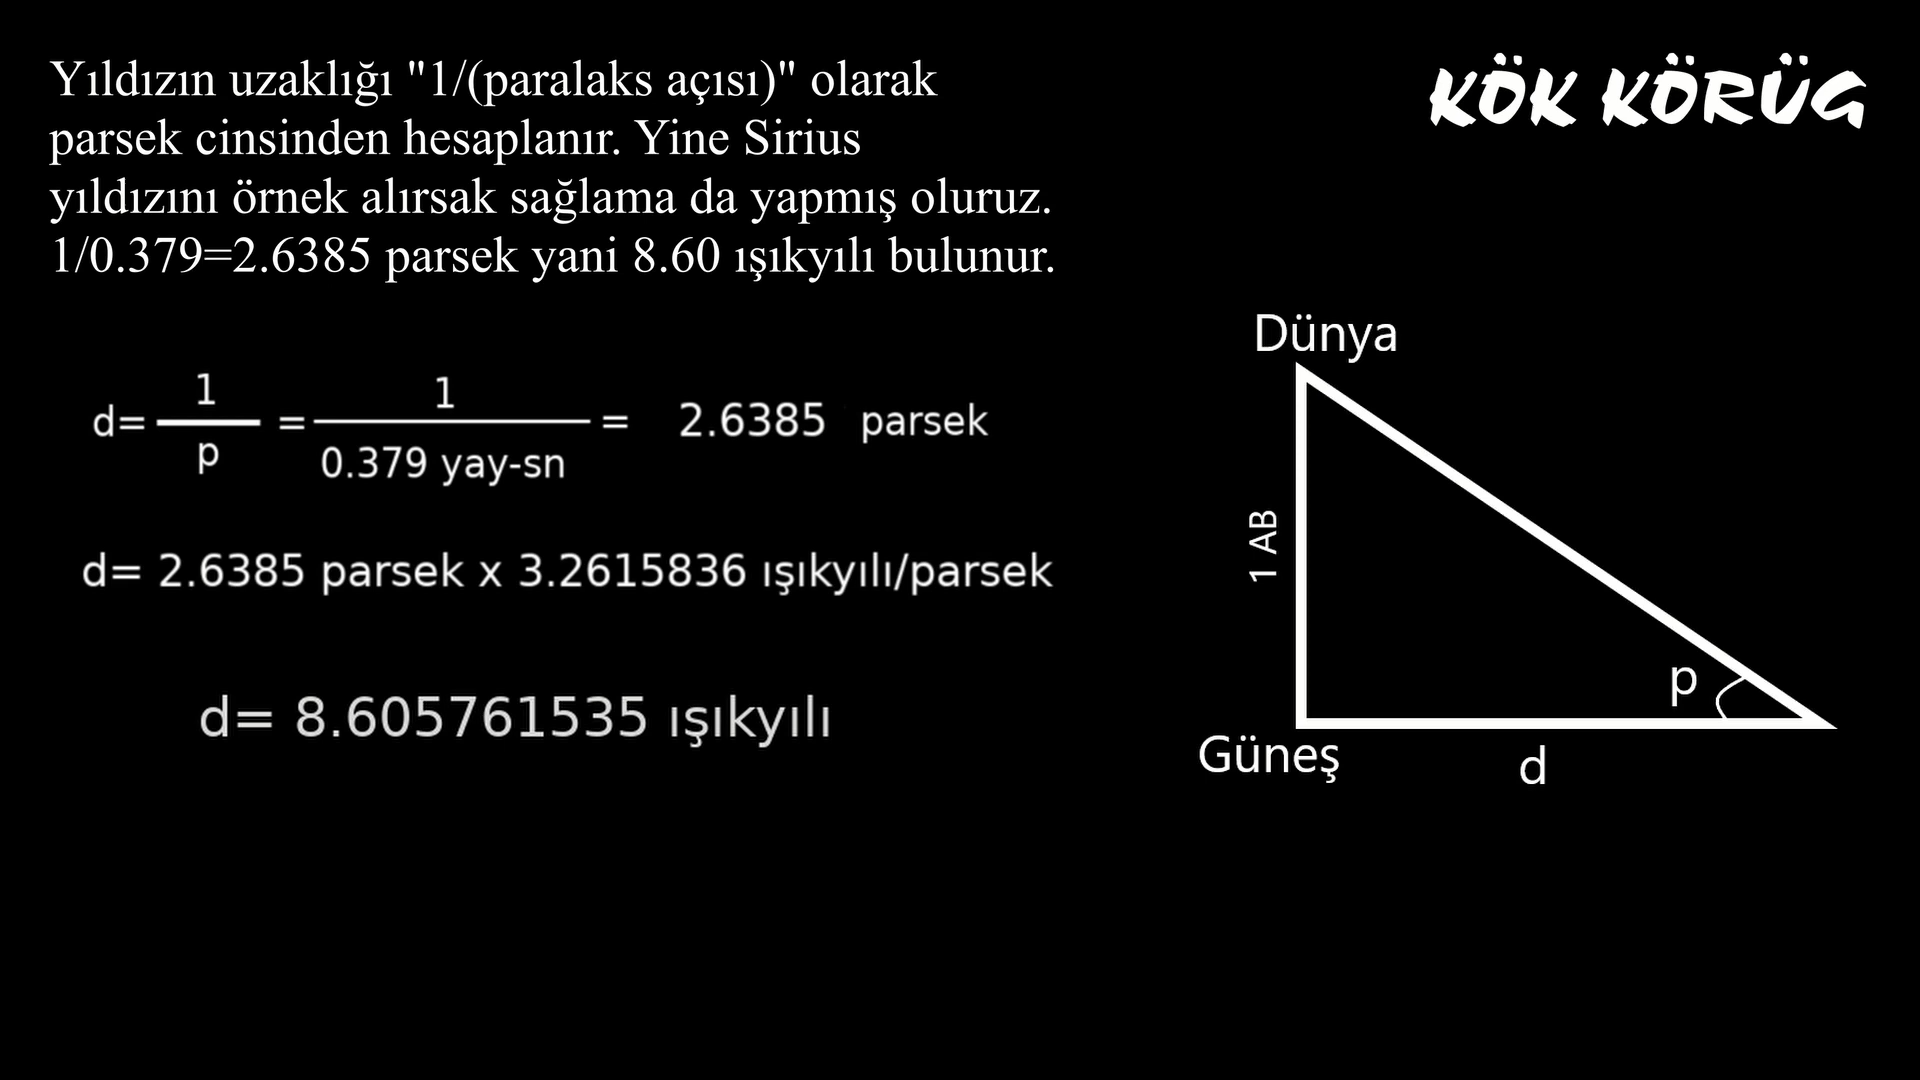 Yıldızın uzaklığı "1/(paralaks açısı)" olarak
parsek cinsinden hesaplanır. Yine Sirius
yıldızını örnek alırsak sağlama da yapmış oluruz.
1/0.379=2.6385 parsek yani 8.60 ışıkyılı bulunur.
KÖK KÖRÜG
d= 1/p = 1/0.379 yay-sn = 2.6385 parsek
d= 2.6385 parsek x 3.2615836 ışıkyılı/parsek
d= 8.605761535 ışıkyılı
Dünya
1 AB
p
Güneş
d